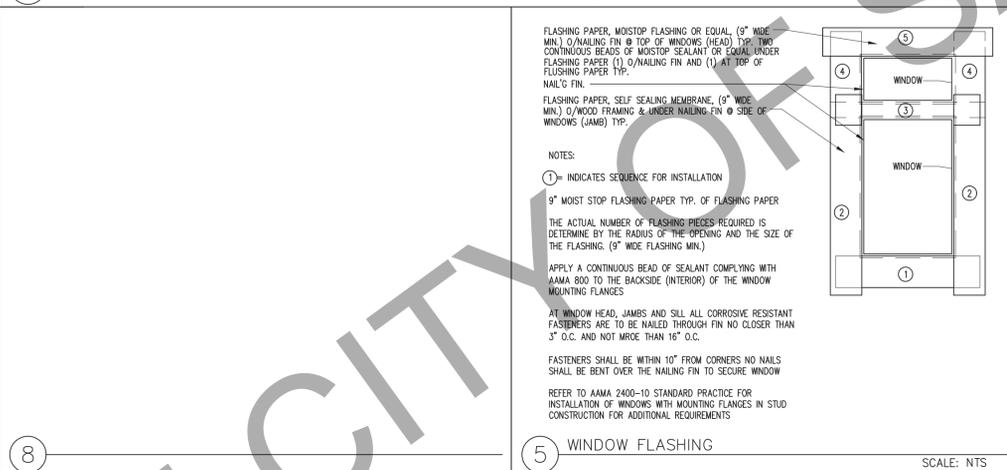 FLASHING PAPER, MOISTOP FLASHING OR EQUAL, (9" WIDE
MIN.) O/NAILING FIN @ TOP OF WINDOWS (HEAD) TYP. TWO
CONTINUOUS BEADS OF MOISTOP SEALANT OR EQUAL UNDER
FLASHING PAPER (1) O/NAILING FIN AND (1) AT TOP OF
FLUSHING PAPER TYP.
NAIL'G FIN.
FLASHING PAPER, SELF SEALING MEMBRANE, (9" WIDE
MIN.) O/WOOD FRAMING & UNDER NAILING FIN @ SIDE OF
WINDOWS (JAMB) TYP.
NOTES:
1 = INDICATES SEQUENCE FOR INSTALLATION
9" MOIST STOP FLASHING PAPER TYP. OF FLASHING PAPER
THE ACTUAL NUMBER OF FLASHING PIECES REQUIRED IS
DETERMINE BY THE RADIUS OF THE OPENING AND THE SIZE OF
THE FLASHING. (9" WIDE FLASHING MIN.)
APPLY A CONTINUOUS BEAD OF SEALANT COMPLYING WITH
AAMA 800 TO THE BACKSIDE (INTERIOR) OF THE WINDOW
MOUNTING FLANGES
AT WINDOW HEAD, JAMBS AND SILL ALL CORROSIVE RESISTANT
FASTENERS ARE TO BE NAILED THROUGH FIN NO CLOSER THAN
3" O.C. AND NOT MROE THAN 16" O.C.
FASTENERS SHALL BE WITHIN 10" FROM CORNERS NO NAILS
SHALL BE BENT OVER THE NAILING FIN TO SECURE WINDOW
REFER TO AAMA 2400-10 STANDARD PRACTICE FOR
INSTALLATION OF WINDOWS WITH MOUNTING FLANGES IN STUD
CONSTRUCTION FOR ADDITIONAL REQUIREMENTS
5
4
WINDOW
4
3
WINDOW
2
2
1
8
5 WINDOW FLASHING
SCALE: NTS
CITY OF